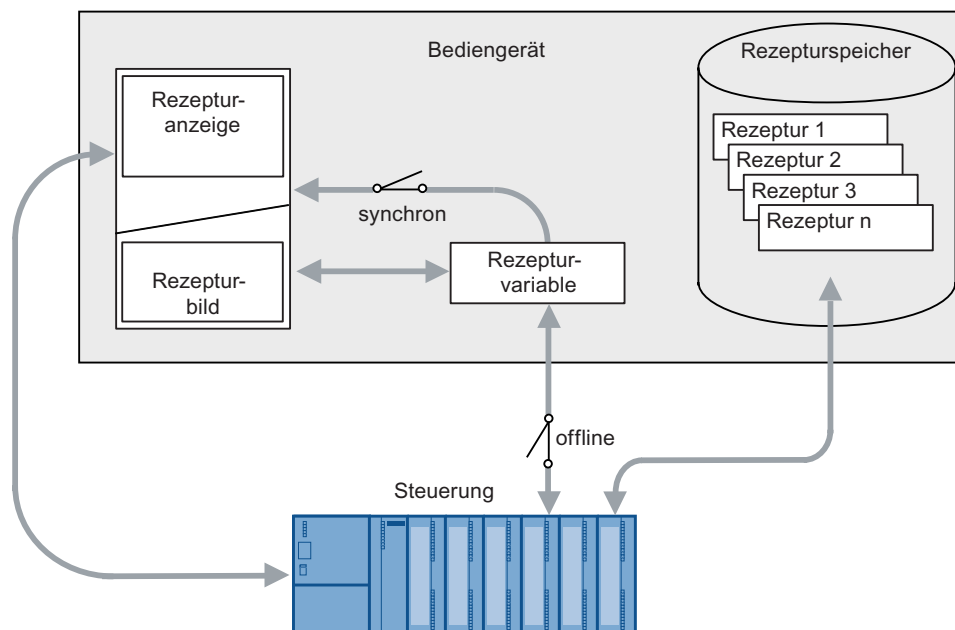 Bediengerät
Rezepturspeicher
Rezeptur-
anzeige
Rezeptur 1
Rezeptur 2
Rezeptur 3
Rezeptur n
synchron
Rezeptur-
variable
Rezeptur-
bild
offline
Steuerung